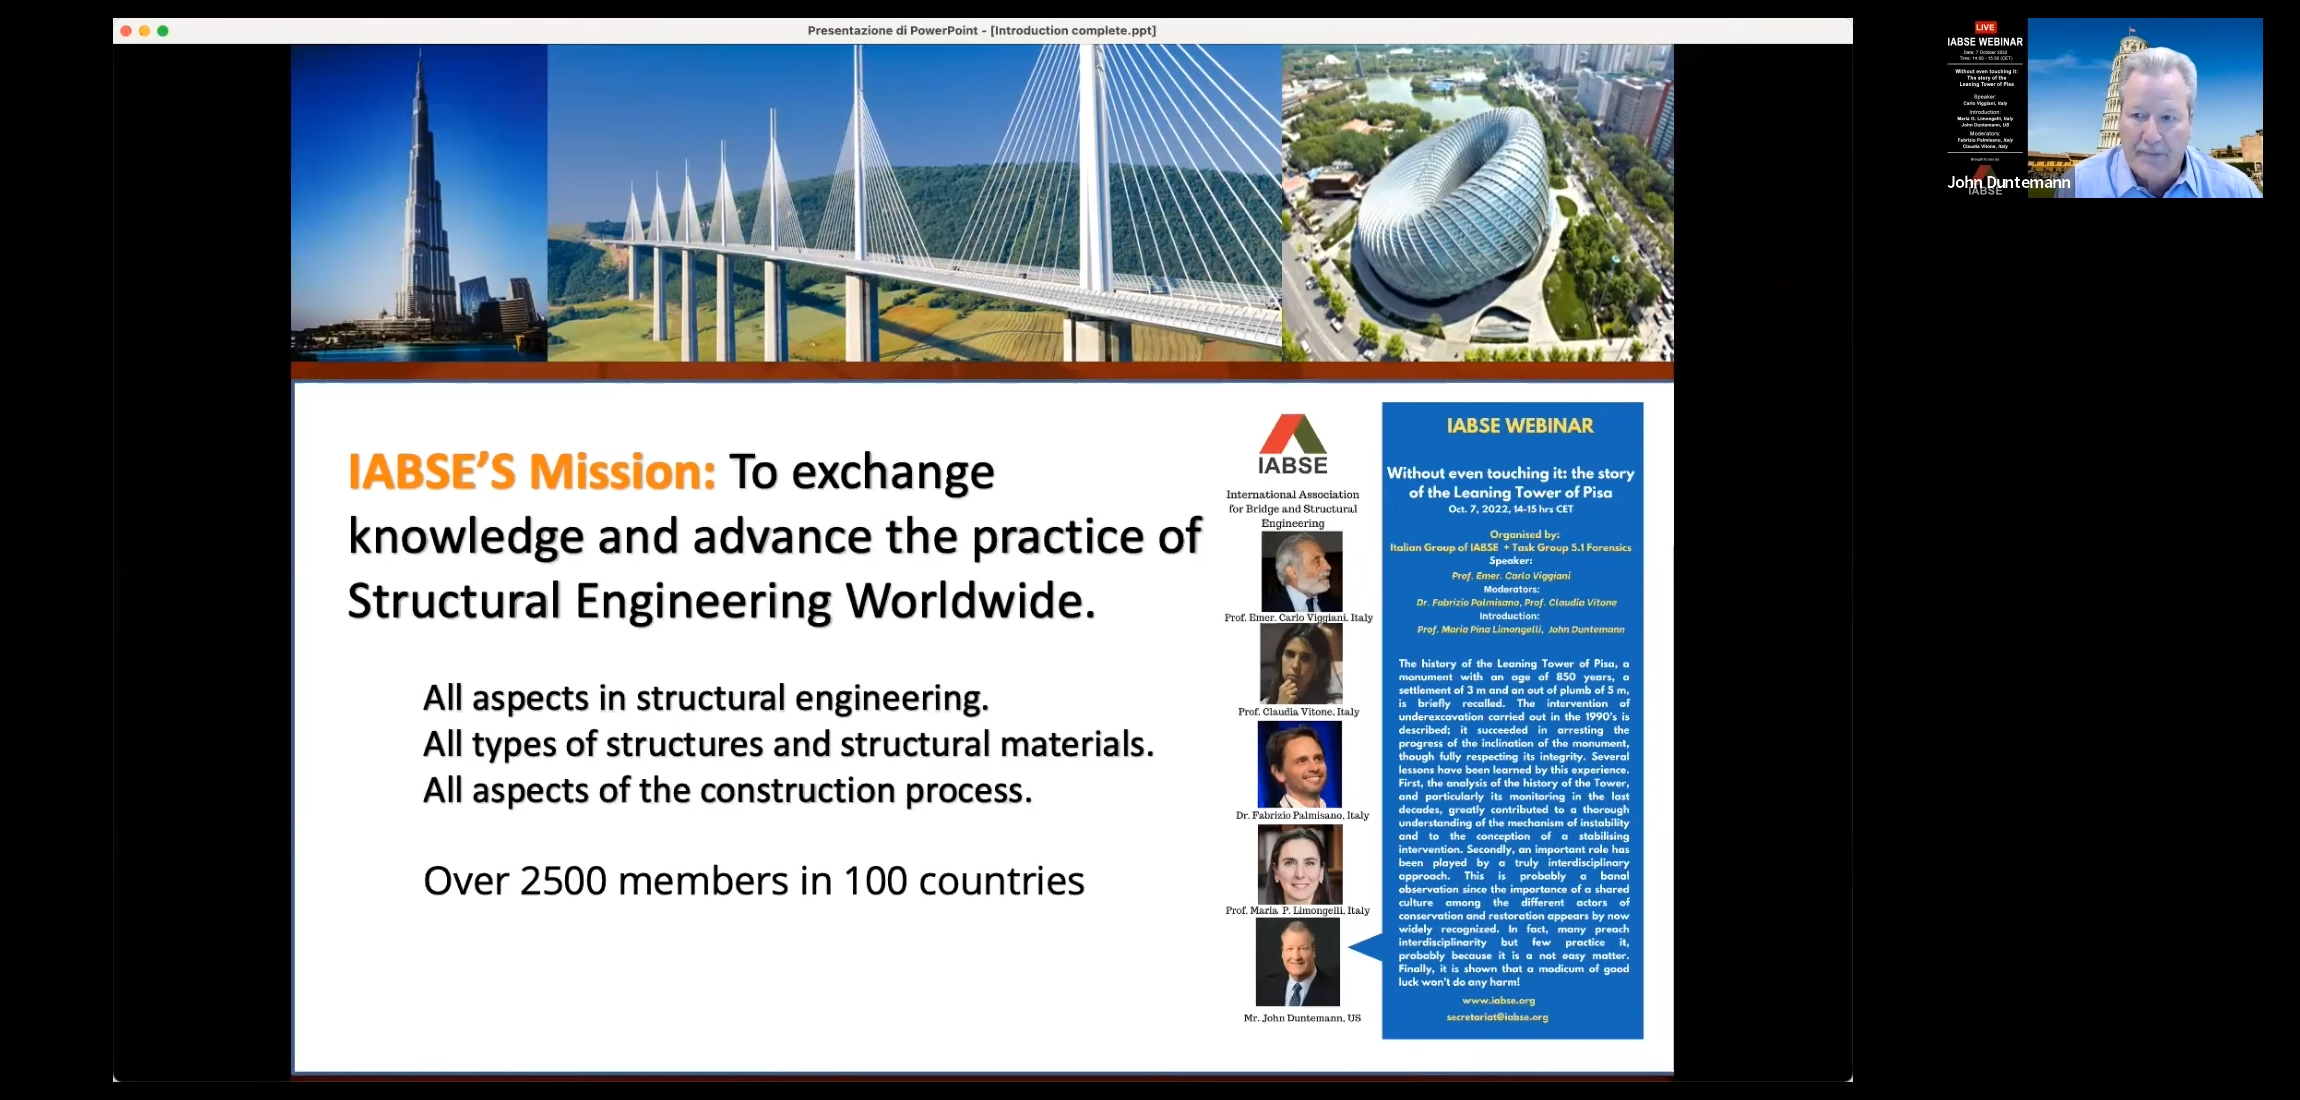 Presentazione di PowerPoint - [Introduction complete.ppt]
IABSE'S Mission: To exchange
knowledge and advance the practice of
Structural Engineering Worldwide.
All aspects in structural engineering.
All types of structures and structural materials.
All aspects of the construction process.
Over 2500 members in 100 countries
IABSE
International Association
for Bridge and Structural
Engineering
Prof. Emer. Carlo Viggiani, Italy
Prof. Claudia Vitone, Italy
Dr. Fabrizio Palmisano, Italy
Prof. Maria P. Limongelli, Italy
Mr. John Duntemann, US
IABSE WEBINAR
Without even touching it: the story
of the Leaning Tower of Pisa
Oct. 7, 2022, 14-15 hrs CET
Organised by:
Italian Group of IABSE + Task Group 5.1 Forensics
Speaker:
Prof. Emer. Carlo Viggiani
Moderators:
Dr. Fabrizio Palmisano, Prof. Claudia Vitone
Introduction:
Prof. Maria Pina Limongelli, John Duntemann
The history of the Leaning Tower of Pisa, a
monument with an age of 850 years, a
settlement of 3 m and an out of plumb of 5 m,
is briefly recalled. The intervention of
underexcavation carried out in the 1990's is
described; it succeeded in arresting the
progress of the inclination of the monument,
though fully respecting its integrity. Several
lessons have been learned by this experience.
First, the analysis of the history of the Tower,
and particularly its monitoring in the last
decades, greatly contributed to a thorough
understanding of the mechanism of instability
and to the conception of a stabilising
intervention. Secondly, an important role has
been played by a truly interdisciplinary
approach. This is probably a banal
observation since the importance of a shared
culture among the different actors of
conservation and restoration appears by now
widely recognized. In fact, many preach
interdisciplinarity but few practice it,
probably because it is a not easy matter.
Finally, it is shown that a modicum of good
luck won't do any harm!
www.iabse.org
secretariat@iabse.org
LIVE
IABSE WEBINAR
Date: 7 October 2022
Time: 14:00 - 15:30 (CET)
Without even touching it:
The story of the
Leaning Tower of Pisa
Speaker:
Carlo Viggiani, Italy
Introduction:
Maria G. Limongelli, Italy
John Duntemann, US
Moderators:
Fabrizio Palmisano, Italy
Claudia Vitone, Italy
Brought to you by:
IABSE
John Duntemann